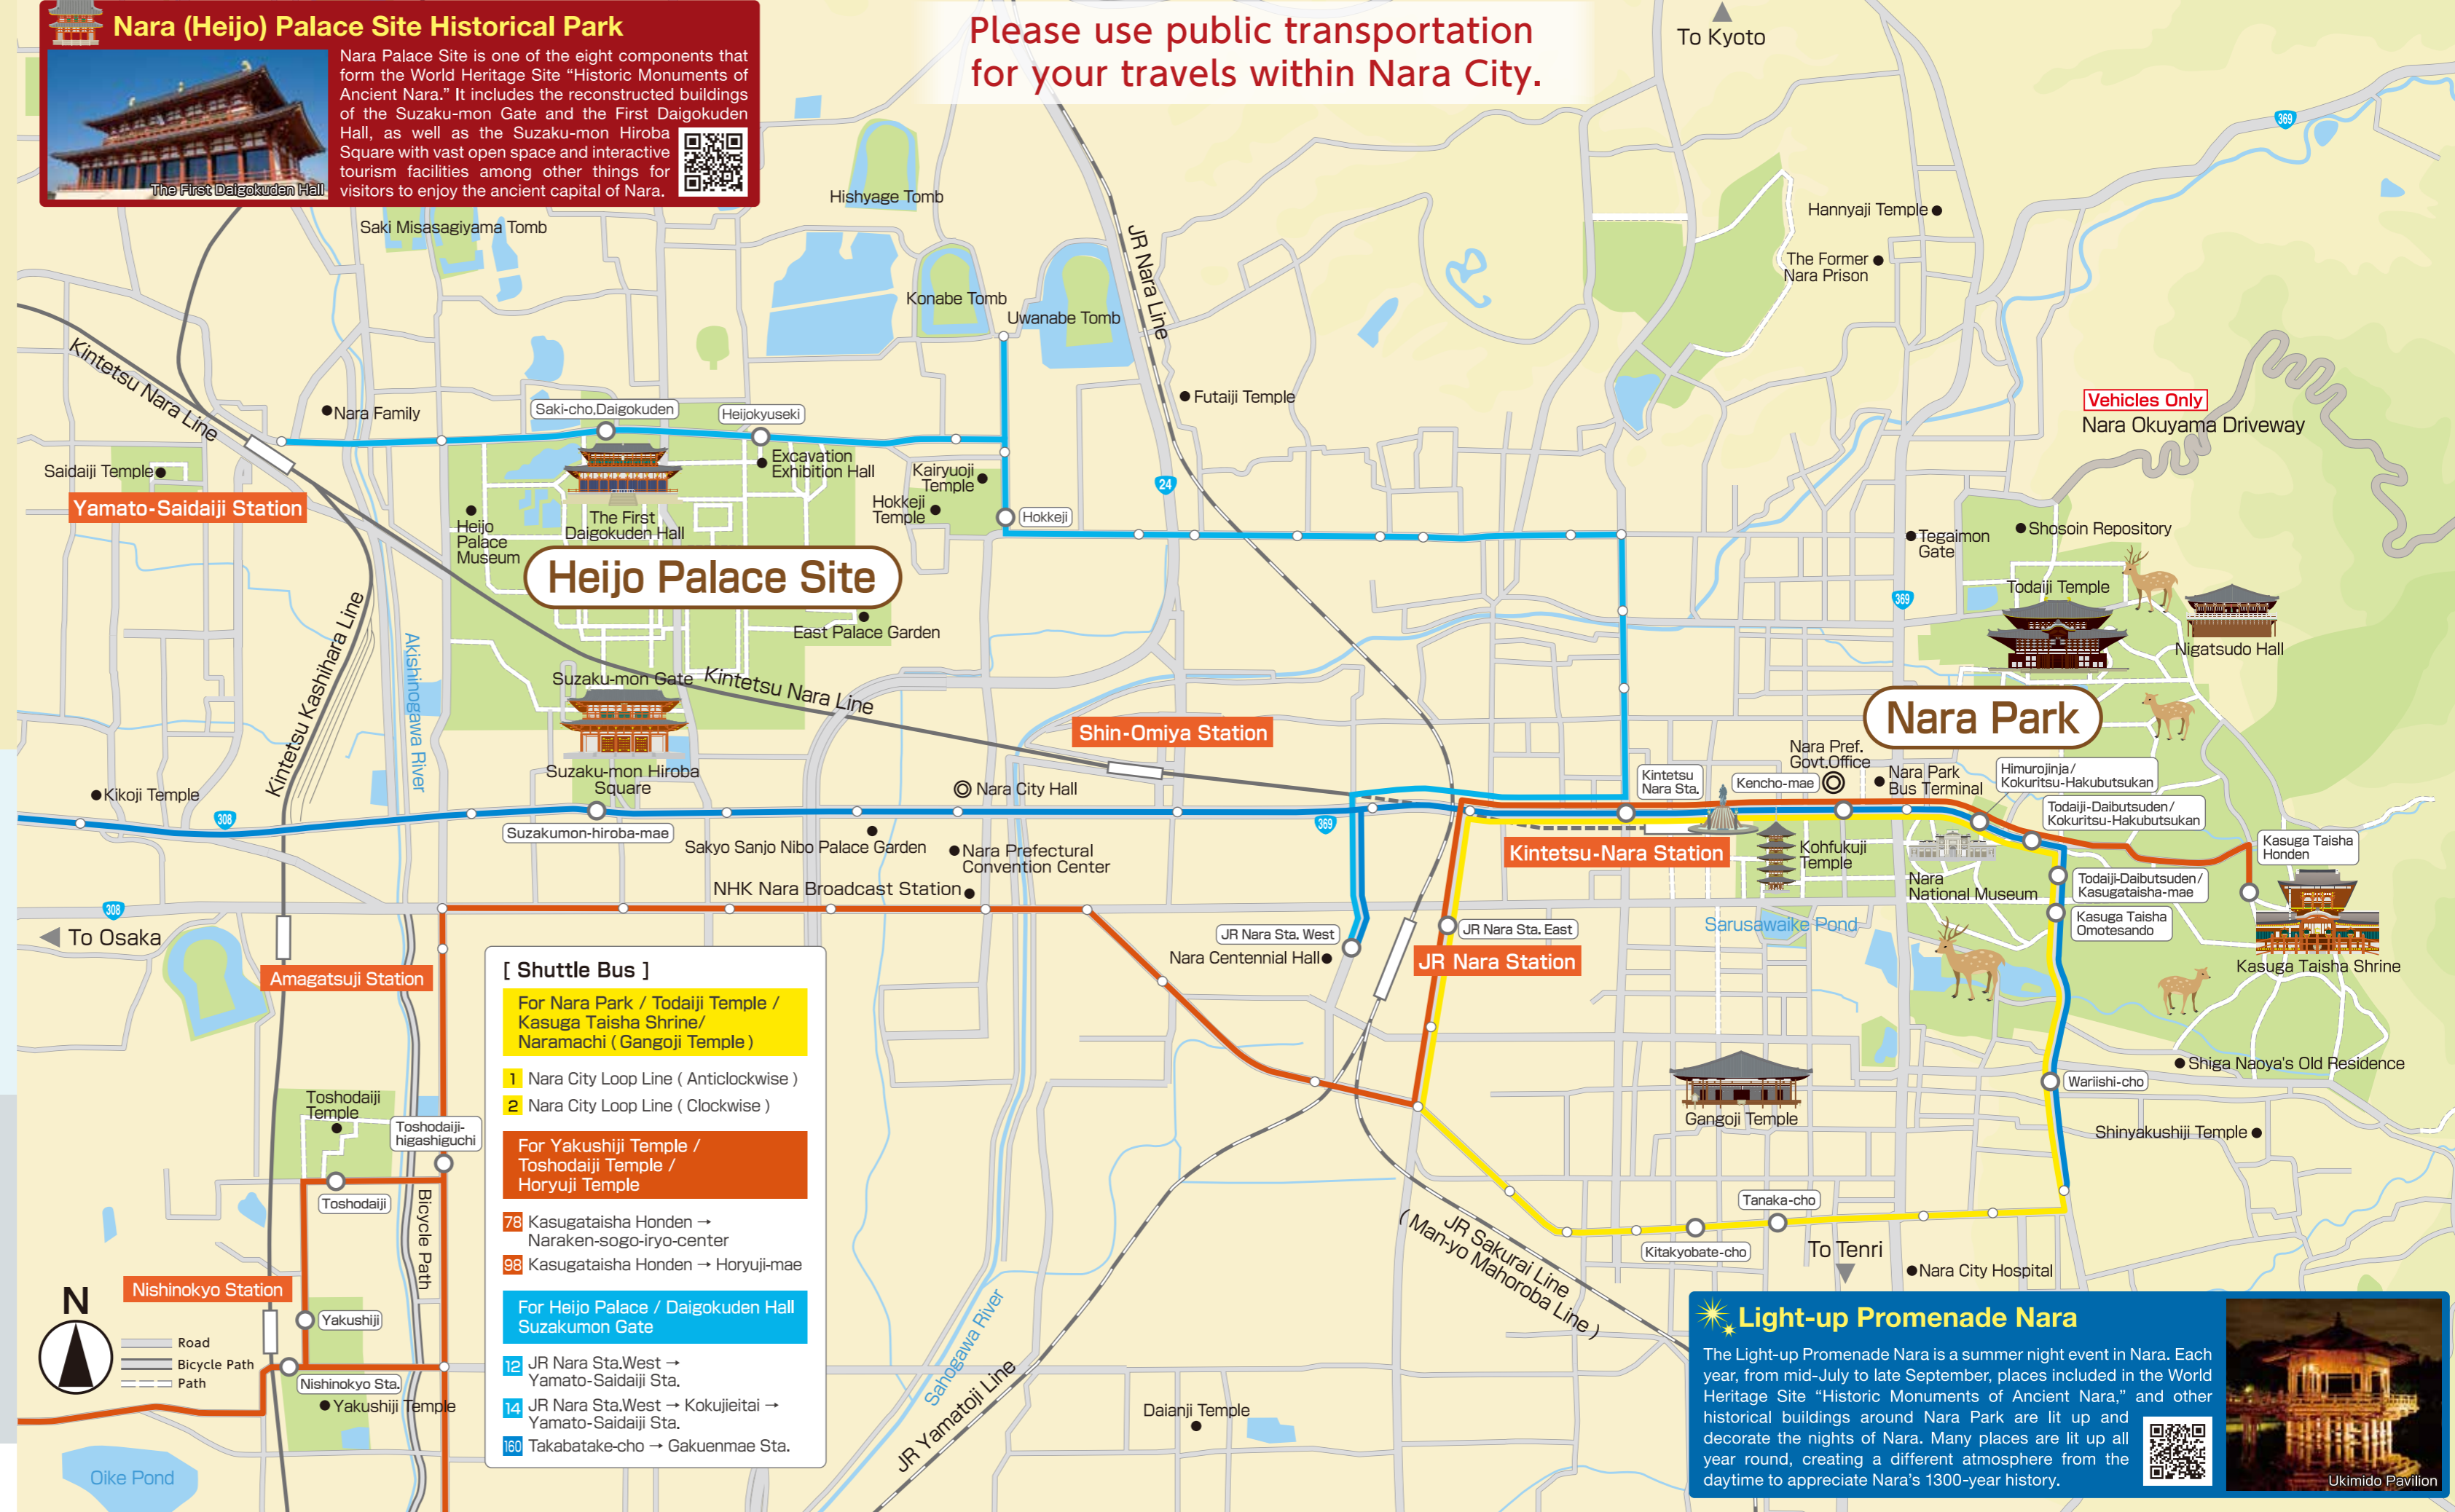 Nara (Heijo) Palace Site Historical Park
Nara Palace Site is one of the eight components that
form the World Heritage Site “Historic Monuments of
Ancient Nara.” It includes the reconstructed buildings
of the Suzaku-mon Gate and the First Daigokuden
Hall, as well as the Suzaku-mon Hiroba
Square with vast open space and interactive
tourism facilities among other things for
visitors to enjoy the ancient capital of Nara.
The First Daigokuden Hall
Please use public transportation
for your travels within Nara City.
To Kyoto
369
Hishyage Tomb
Saki Misasagiyama Tomb
Hannyaji Temple
JR Nara Line
The Former
Nara Prison
Konabe Tomb
Uwanabe Tomb
Kintetsu Nara Line
Nara Family
Saki-cho,Daigokuden
Heijokyuseki
Futaiji Temple
Vehicles Only
Nara Okuyama Driveway
Saidaiji Temple
Excavation
Exhibition Hall
Kairyuoji
Temple
24
Yamato-Saidaiji Station
Heijo
Palace
Museum
The First
Daigokuden Hall
Hokkeji
Temple
Hokkeji
Tegaimon
Gate
Shosoin Repository
Heijo Palace Site
Todaiji Temple
369
Kintetsu Kashihara Line
Akishinogawa River
East Palace Garden
Nigatsudo Hall
Suzaku-mon Gate
Kintetsu Nara Line
Nara Park
Shin-Omiya Station
Suzaku-mon Hiroba
Square
Nara City Hall
Kintetsu
Nara Sta.
Kencho-mae
Nara Pref.
Govt.Office
Nara Park
Bus Terminal
Himurojinja/
Kokuritsu-Hakubutsukan
Kikoji Temple
308
Suzakumon-hiroba-mae
Sakyo Sanjo Nibo Palace Garden
369
Todaiji-Daibutsuden/
Kokuritsu-Hakubutsukan
Kasuga Taisha
Honden
Nara Prefectural
Convention Center
Kintetsu-Nara Station
Kohfukuji
Temple
NHK Nara Broadcast Station
Nara
National Museum
Todaiji-Daibutsuden/
Kasugataisha-mae
308
To Osaka
JR Nara Sta. West
JR Nara Sta. East
Sarusawaike Pond
Kasuga Taisha
Omotesando
Nara Centennial Hall
JR Nara Station
Kasuga Taisha Shrine
Amagatsuji Station
[ Shuttle Bus ]
For Nara Park / Todaiji Temple /
Kasuga Taisha Shrine/
Naramachi ( Gangoji Temple )
1 Nara City Loop Line ( Anticlockwise )
2 Nara City Loop Line ( Clockwise )
For Yakushiji Temple /
Toshodaiji Temple /
Horyuji Temple
78 Kasugataisha Honden →
Naraken-sogo-iryo-center
98 Kasugataisha Honden → Horyuji-mae
For Heijo Palace / Daigokuden Hall
Suzakumon Gate
12 JR Nara Sta.West →
Yamato-Saidaiji Sta.
14 JR Nara Sta.West → Kokujieitai →
Yamato-Saidaiji Sta.
160 Takabatake-cho → Gakuenmae Sta.
Shiga Naoya's Old Residence
Wariishi-cho
Gangoji Temple
Shinyakushiji Temple
Toshodaiji
Temple
Toshodaiji-
higashiguchi
Toshodaiji
Bicycle Path
Tanaka-cho
Kitakyobate-cho
To Tenri
JR Sakurai Line
( Man-yo Mahoroba Line )
Nara City Hospital
Nishinokyo Station
N
Road
Bicycle Path
Path
Yakushiji
Nishinokyo Sta.
Yakushiji Temple
Oike Pond
Sahogawa River
JR Yamatoji Line
Daianji Temple
Light-up Promenade Nara
The Light-up Promenade Nara is a summer night event in Nara. Each
year, from mid-July to late September, places included in the World
Heritage Site “Historic Monuments of Ancient Nara,” and other
historical buildings around Nara Park are lit up and
decorate the nights of Nara. Many places are lit up all
year round, creating a different atmosphere from the
daytime to appreciate Nara’s 1300-year history.
Ukimido Pavilion